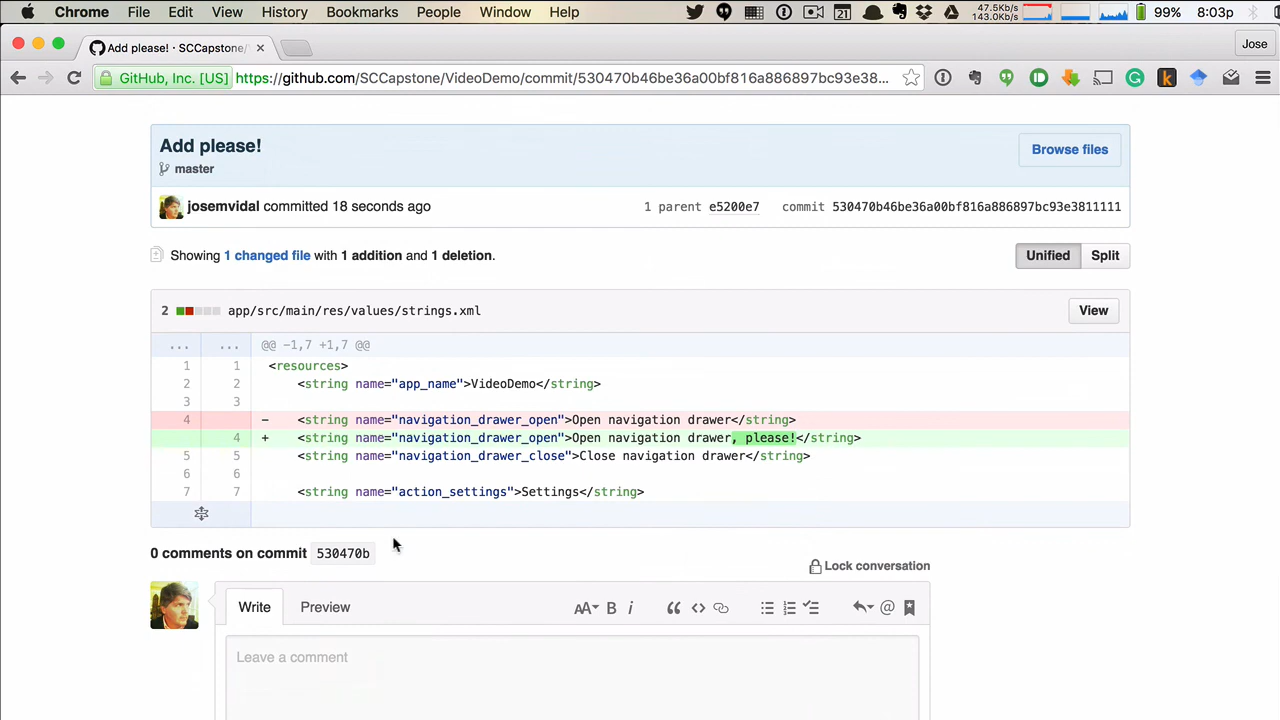 Chrome File Edit View History Bookmarks People Window Help 21 47.5Kb/s 143.0Kb/s 99% 8:03p
Add please! · SCCapstone/ Jose
GitHub, Inc. [US] https://github.com/SCCapstone/VideoDemo/commit/530470b46be36a00bf816a886897bc93e38...
Add please! Browse files
master
josemvidal committed 18 seconds ago 1 parent e5200e7 commit 530470b46be36a00bf816a886897bc93e3811111
Showing 1 changed file with 1 addition and 1 deletion. Unified Split
2 app/src/main/res/values/strings.xml View
... ... @@ -1,7 +1,7 @@
1 1 <resources>
2 2 <string name="app_name">VideoDemo</string>
3 3
4 - <string name="navigation_drawer_open">Open navigation drawer</string>
4 + <string name="navigation_drawer_open">Open navigation drawer, please!</string>
5 5 <string name="navigation_drawer_close">Close navigation drawer</string>
6 6
7 7 <string name="action_settings">Settings</string>
0 comments on commit 530470b
Lock conversation
Write Preview AA B i @
Leave a comment